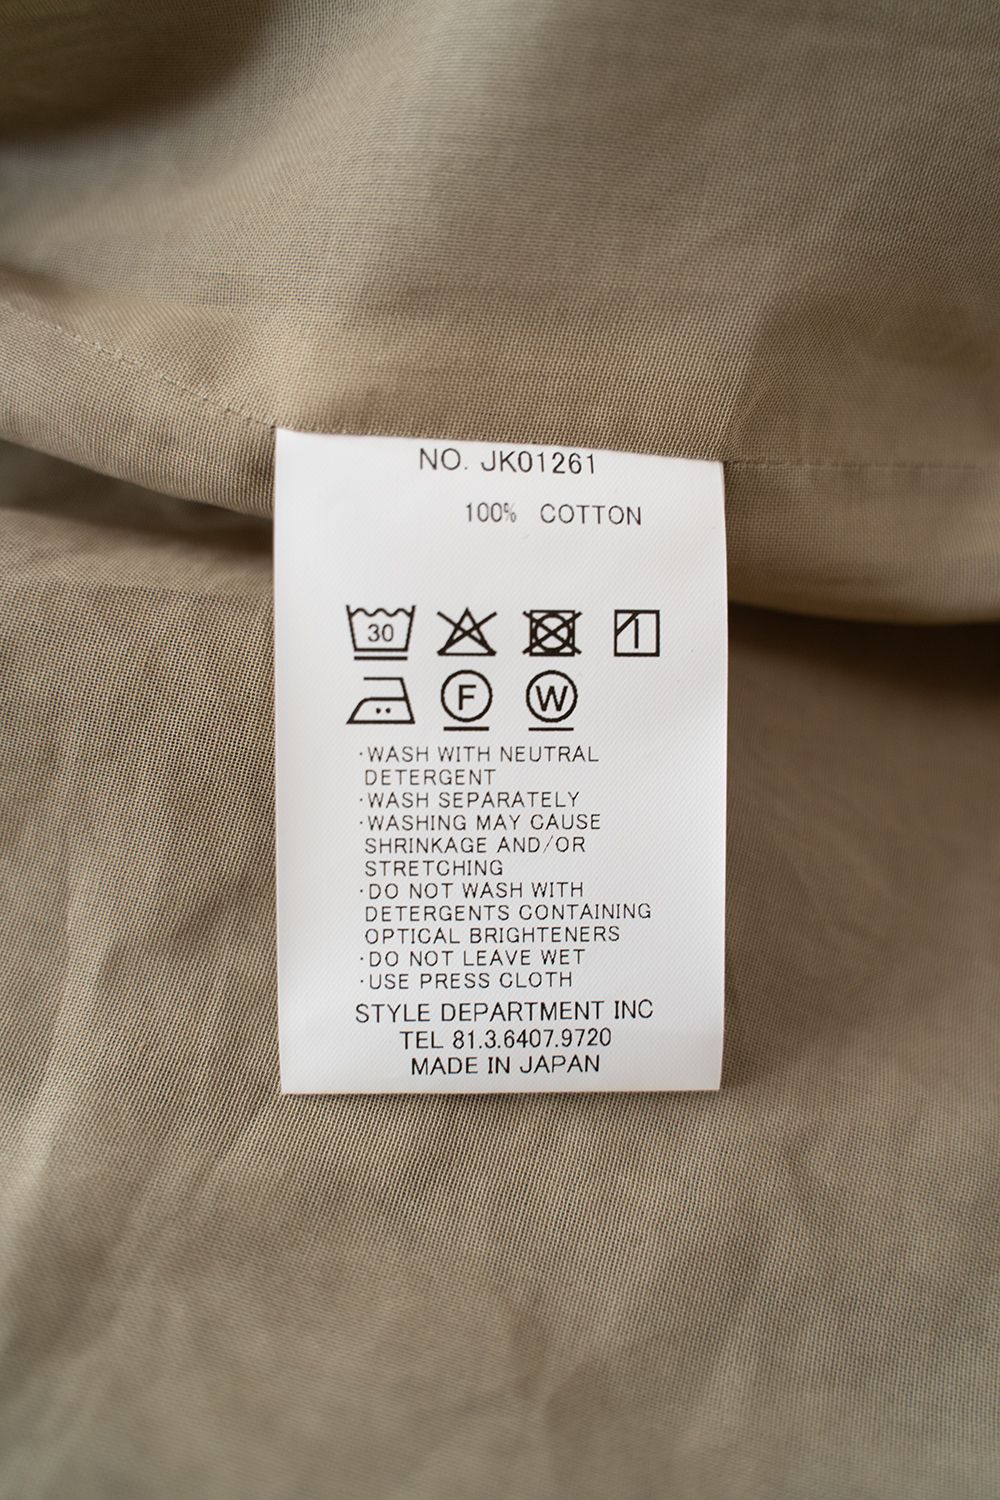 NO. JK01261
100% COTTON
30
F W
·WASH WITH NEUTRAL
DETERGENT
·WASH SEPARATELY
·WASHING MAY CAUSE
SHRINKAGE AND/OR
STRETCHING
·DO NOT WASH WITH
DETERGENTS CONTAINING
OPTICAL BRIGHTENERS
·DO NOT LEAVE WET
·USE PRESS CLOTH
STYLE DEPARTMENT INC
TEL 81.3.6407.9720
MADE IN JAPAN